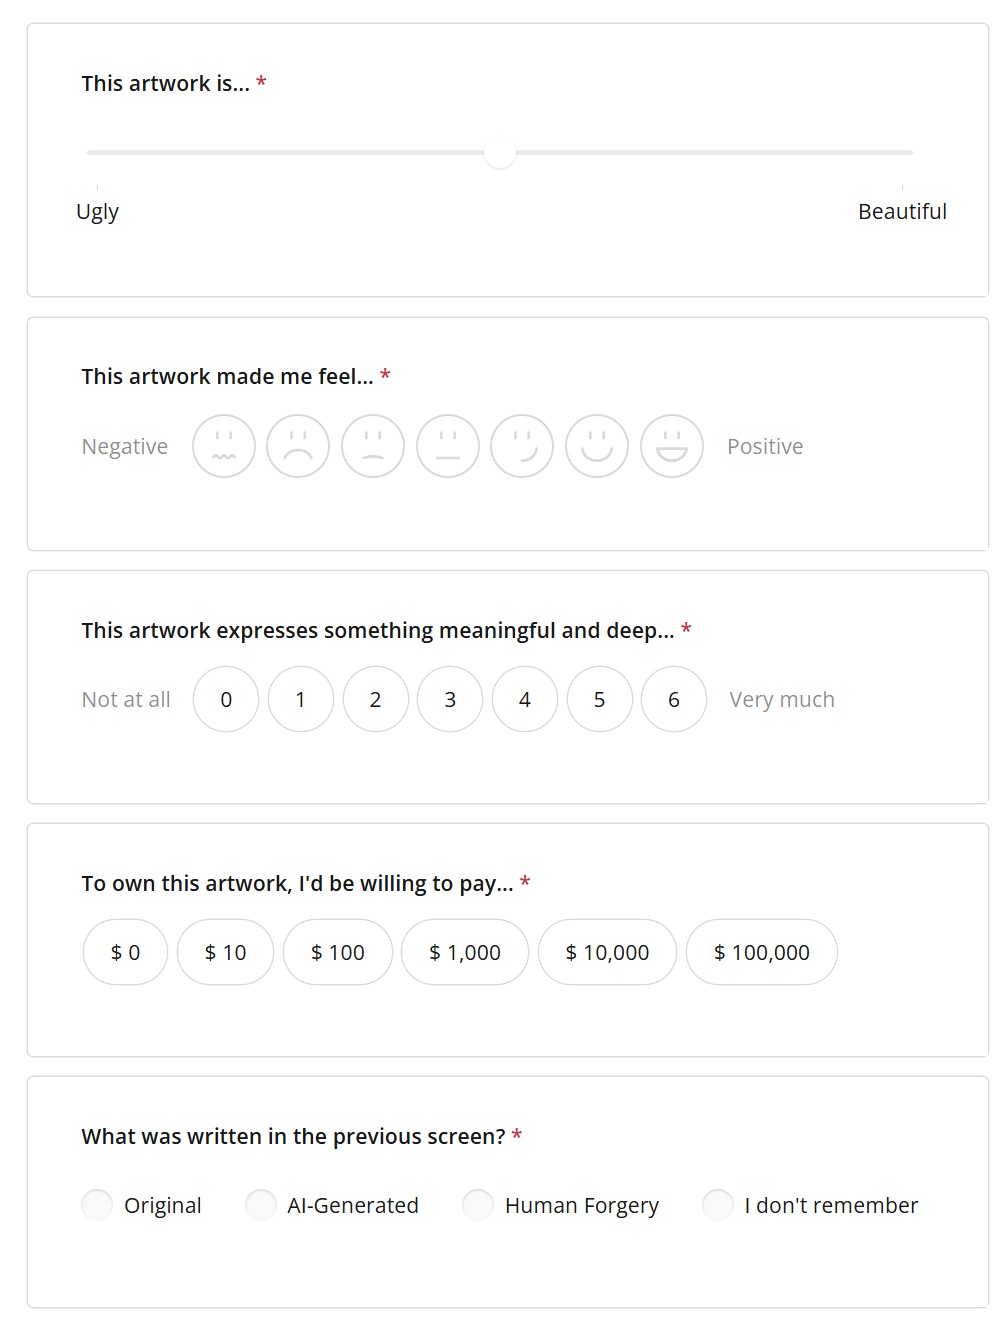 This artwork is... *
Ugly Beautiful
This artwork made me feel... *
Negative Positive
This artwork expresses something meaningful and deep... *
Not at all 0 1 2 3 4 5 6 Very much
To own this artwork, I'd be willing to pay... *
$ 0 $ 10 $ 100 $ 1,000 $ 10,000 $ 100,000
What was written in the previous screen? *
Original AI-Generated Human Forgery I don't remember